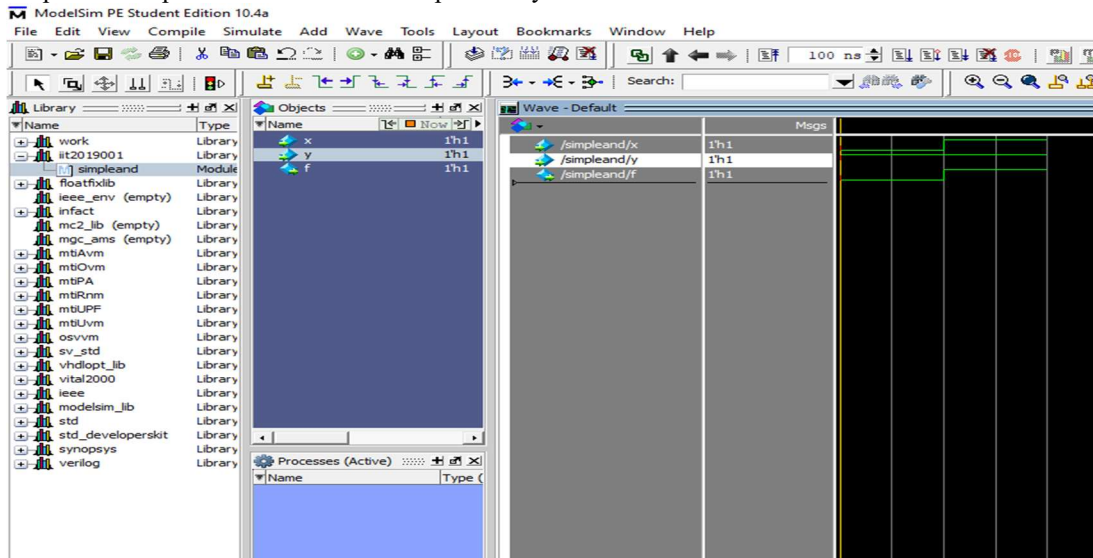 ModelSim PE Student Edition 10.4a
File Edit View Compile Simulate Add Wave Tools Layout Bookmarks Window Help
100 ns
Search:
Library
Name Type
work Library
iit2019001 Library
simpleand Module
floatfixlib Library
ieee_env (empty) Library
infact Library
mc2_lib (empty) Library
mgc_ams (empty) Library
mtiAvm Library
mtiOvm Library
mtiPA Library
mtiRnm Library
mtiUPF Library
mtiUvm Library
osvvm Library
sv_std Library
vhdlopt_lib Library
vital2000 Library
ieee Library
modelsim_lib Library
std Library
std_developerskit Library
synopsys Library
verilog Library
Objects
Name Now
x 1'h1
y 1'h1
f 1'h1
Processes (Active)
Name Type (
Wave - Default
Msgs
/simpleand/x 1'h1
/simpleand/y 1'h1
/simpleand/f 1'h1